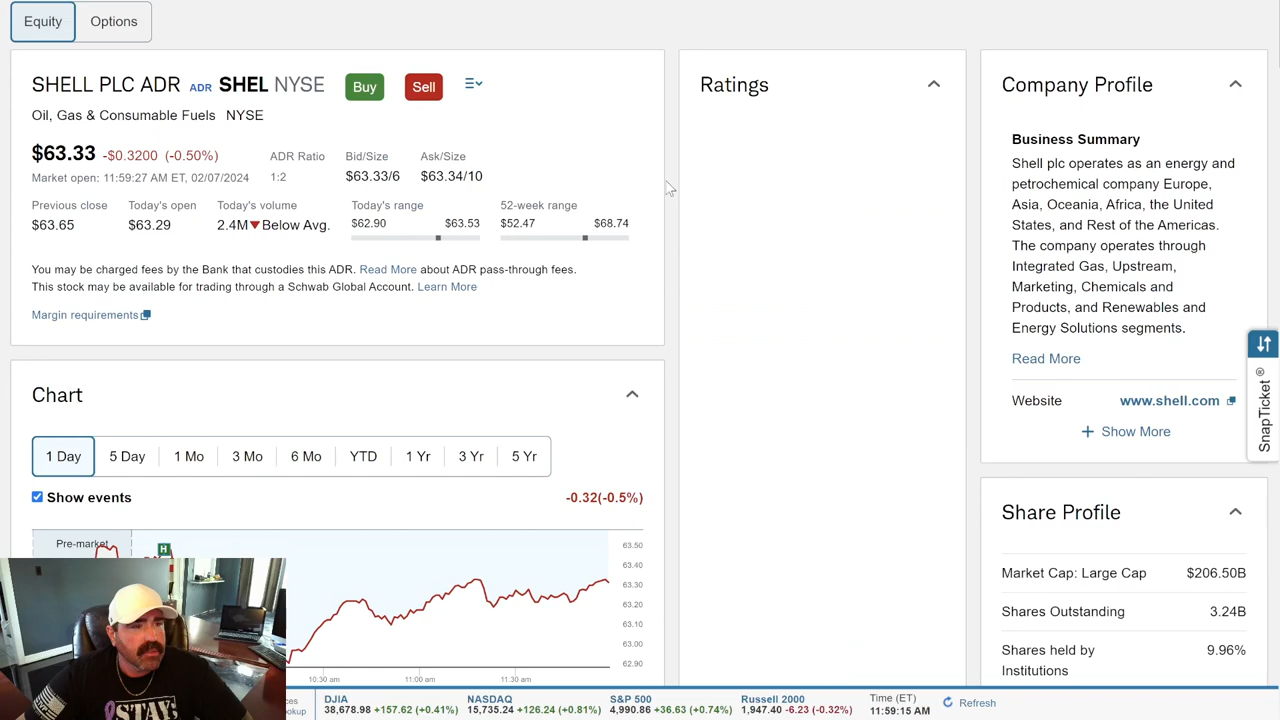 Equity
Options
SHELL PLC ADR ADR SHEL NYSE
Buy
Sell
Oil, Gas & Consumable Fuels NYSE
$63.33 -$0.3200 (-0.50%)
Market open: 11:59:27 AM ET, 02/07/2024
ADR Ratio
1:2
Bid/Size
$63.33/6
Ask/Size
$63.34/10
Previous close
$63.65
Today's open
$63.29
Today's volume
2.4M Below Avg.
Today's range
$62.90 $63.53
52-week range
$52.47 $68.74
You may be charged fees by the Bank that custodies this ADR. Read More about ADR pass-through fees.
This stock may be available for trading through a Schwab Global Account. Learn More
Margin requirements
Chart
1 Day
5 Day
1 Mo
3 Mo
6 Mo
YTD
1 Yr
3 Yr
5 Yr
Show events
-0.32(-0.5%)
Pre-market
H
63.50
63.40
63.30
63.20
63.10
63.00
62.90
10:30 am
11:00 am
11:30 am
Ratings
Company Profile
Business Summary
Shell plc operates as an energy and
petrochemical company Europe,
Asia, Oceania, Africa, the United
States, and Rest of the Americas.
The company operates through
Integrated Gas, Upstream,
Marketing, Chemicals and
Products, and Renewables and
Energy Solutions segments.
Read More
Website www.shell.com
+ Show More
SnapTicket ®
Share Profile
Market Cap: Large Cap $206.50B
Shares Outstanding 3.24B
Shares held by 9.96%
Institutions
STAY
DJIA
38,678.98 +157.62 (+0.41%)
NASDAQ
15,735.24 +126.24 (+0.81%)
S&P 500
4,990.86 +36.63 (+0.74%)
Russell 2000
1,947.40 -6.23 (-0.32%)
Time (ET)
11:59:15 AM
Refresh